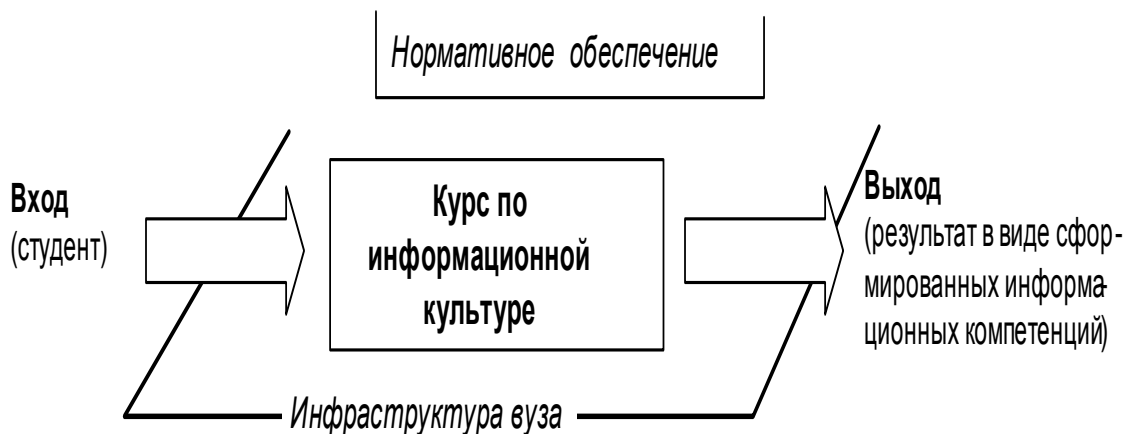 Нормативное обеспечение
Вход
(студент)
Курс по
информационной
культуре
Выход
(результат в виде сфор-
мированных информа-
ционных компетенций)
Инфраструктура вуза